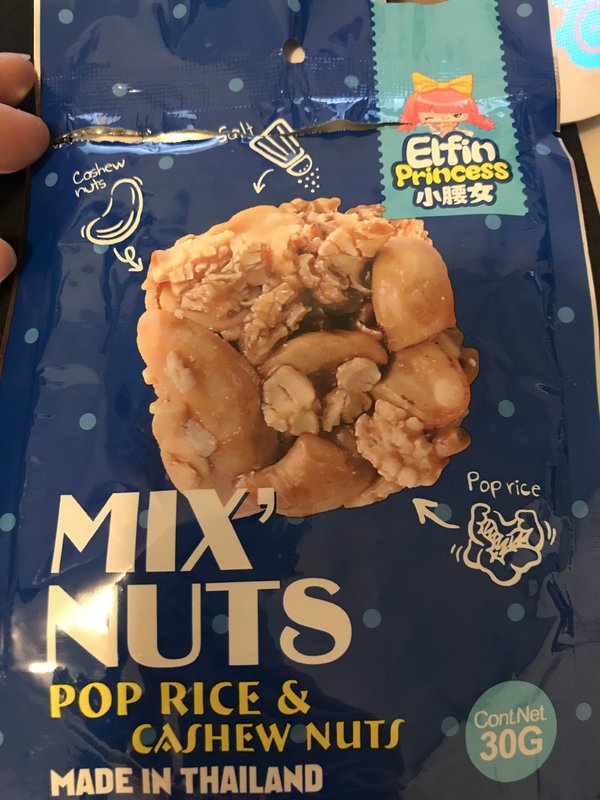 Elfin
Princess
小腰女
Salt
Cashew
nuts
Pop rice
MIX'
NUTS
POP RICE &
CASHEW NUTS
MADE IN THAILAND
Cont.Net.
30G